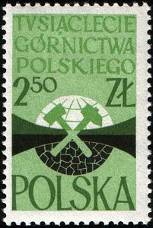 TYSIĄCLECIE
GÓRNICTWA
POLSKIEGO
2 50 ZŁ
POLSKA